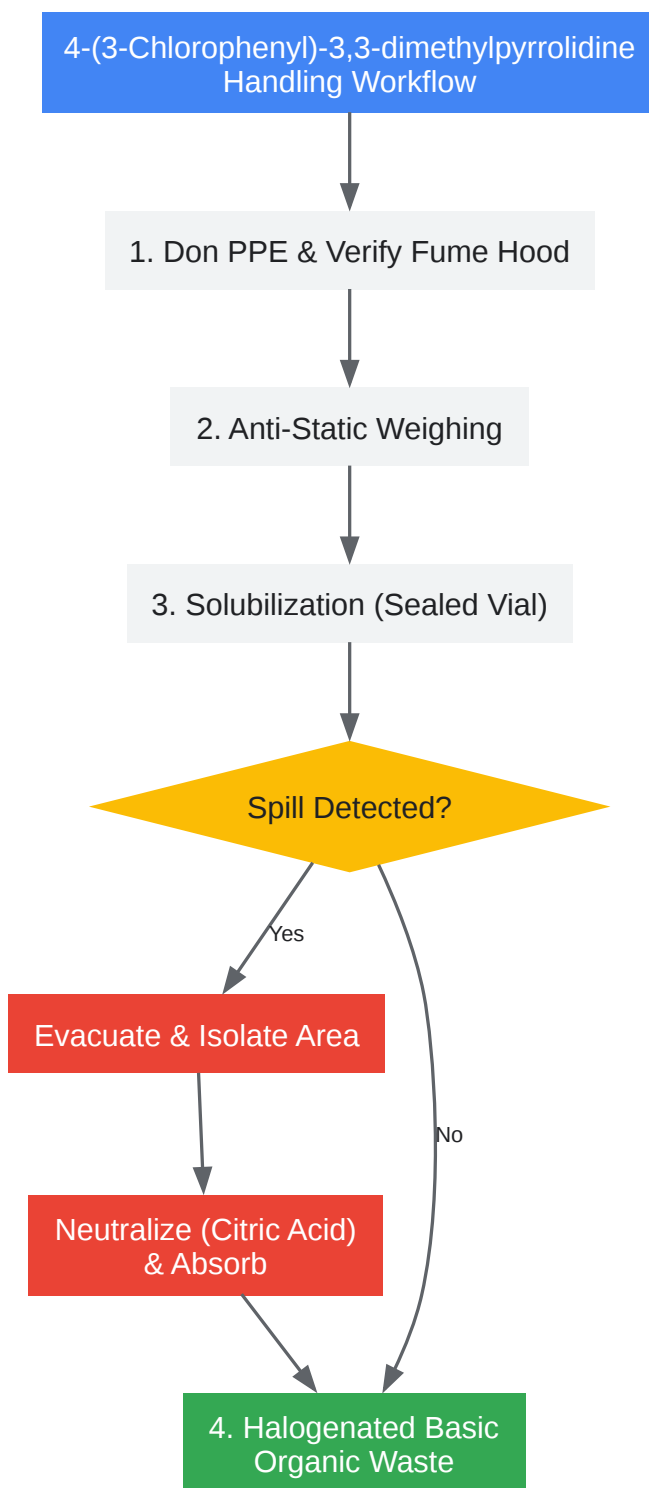 4-(3-Chlorophenyl)-3,3-dimethylpyrrolidine
Handling Workflow
1. Don PPE & Verify Fume Hood
2. Anti-Static Weighing
3. Solubilization (Sealed Vial)
Spill Detected?
Yes
Evacuate & Isolate Area
No
Neutralize (Citric Acid)
& Absorb
4. Halogenated Basic
Organic Waste